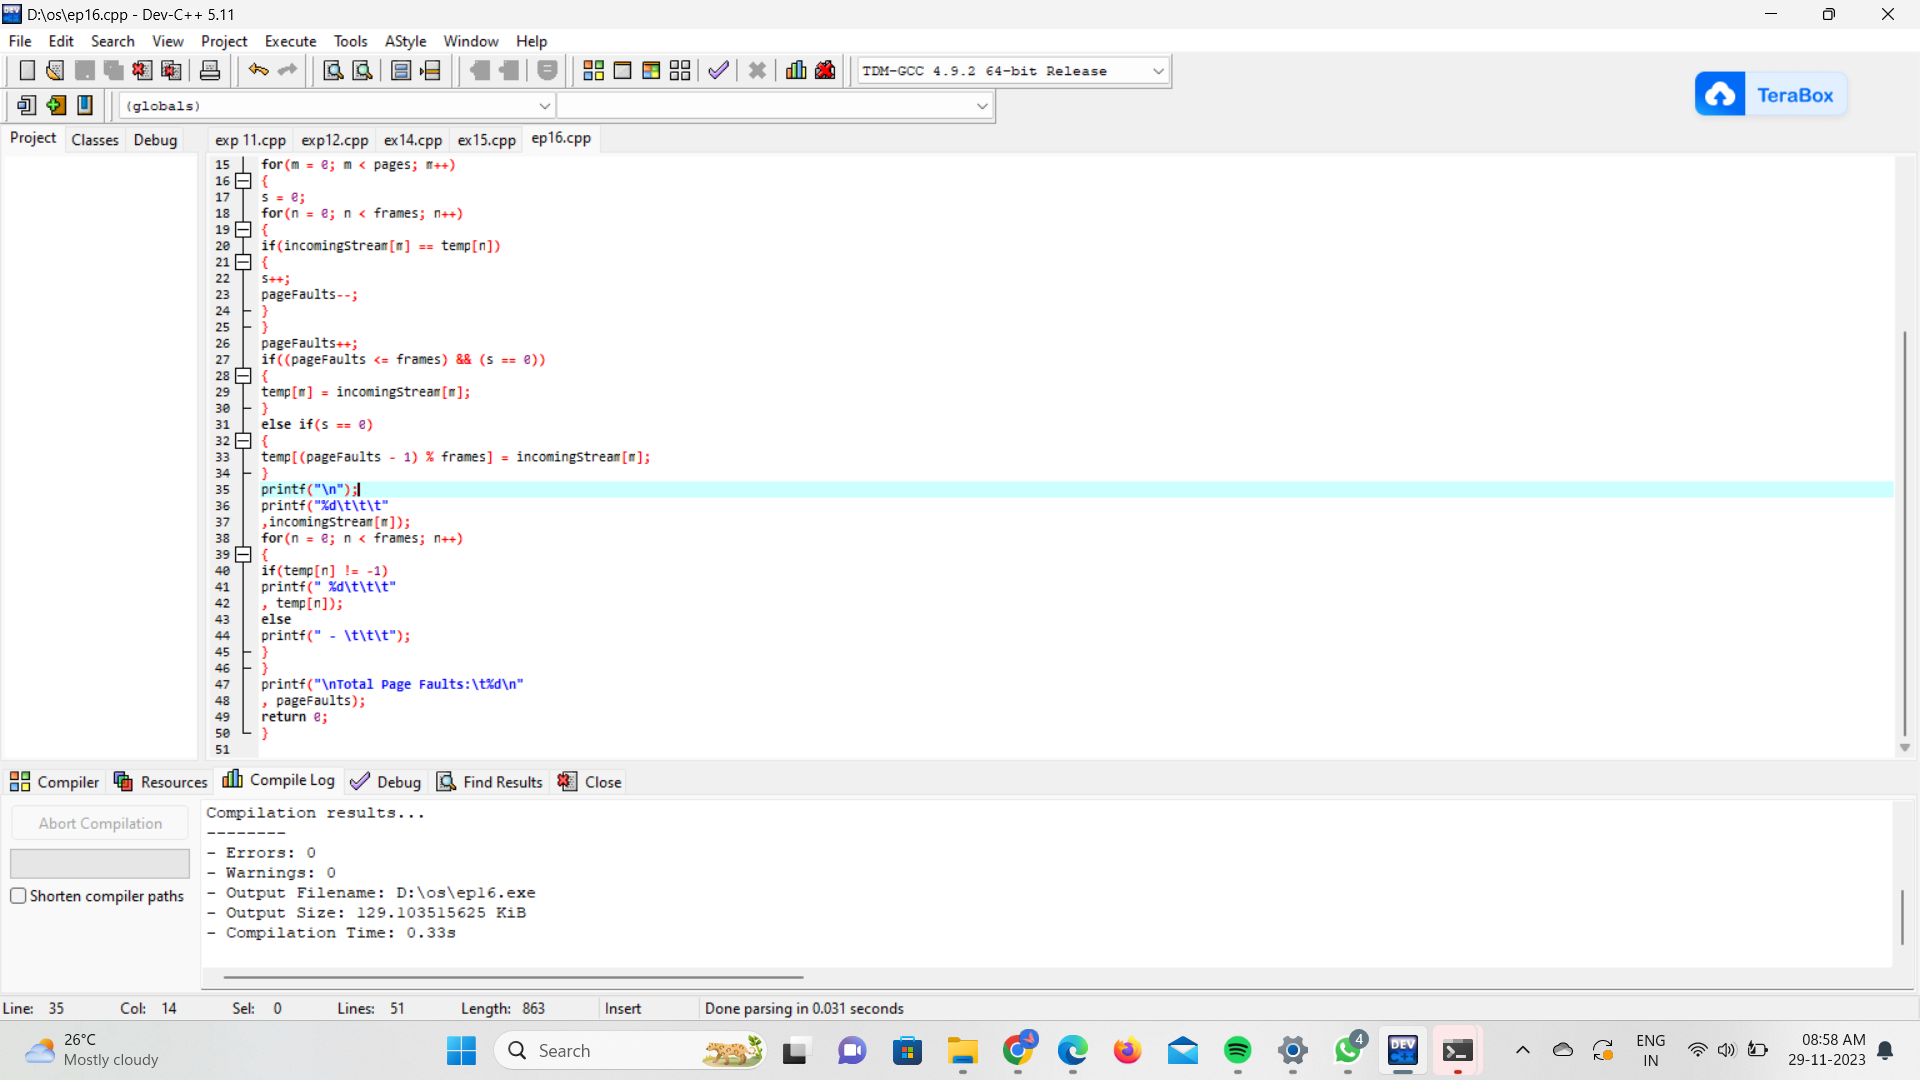 D:\os\ep16.cpp - Dev-C++ 5.11
File Edit Search View Project Execute Tools AStyle Window Help
TDM-GCC 4.9.2 64-bit Release
TeraBox
(globals)
Project Classes Debug
exp 11.cpp exp12.cpp ex14.cpp ex15.cpp ep16.cpp
15 for(m = 0; m < pages; m++)
16 {
17 s = 0;
18 for(n = 0; n < frames; n++)
19 {
20 if(incomingStream[m] == temp[n])
21 {
22 s++;
23 pageFaults--;
24 }
25 }
26 pageFaults++;
27 if((pageFaults <= frames) && (s == 0))
28 {
29 temp[m] = incomingStream[m];
30 }
31 else if(s == 0)
32 {
33 temp[(pageFaults - 1) % frames] = incomingStream[m];
34 }
35 printf("\n");
36 printf("%d\t\t\t"
37 ,incomingStream[m]);
38 for(n = 0; n < frames; n++)
39 {
40 if(temp[n] != -1)
41 printf(" %d\t\t\t"
42 , temp[n]);
43 else
44 printf(" - \t\t\t");
45 }
46 }
47 printf("\nTotal Page Faults:\t%d\n"
48 , pageFaults);
49 return 0;
50 }
51
Compiler Resources Compile Log Debug Find Results Close
Abort Compilation
Shorten compiler paths
Compilation results...
--------
- Errors: 0
- Warnings: 0
- Output Filename: D:\os\ep16.exe
- Output Size: 129.103515625 KiB
- Compilation Time: 0.33s
Line: 35 Col: 14 Sel: 0 Lines: 51 Length: 863 Insert Done parsing in 0.031 seconds
26°C
Mostly cloudy
Search
4
DEV
C++
ENG
IN
08:58 AM
29-11-2023